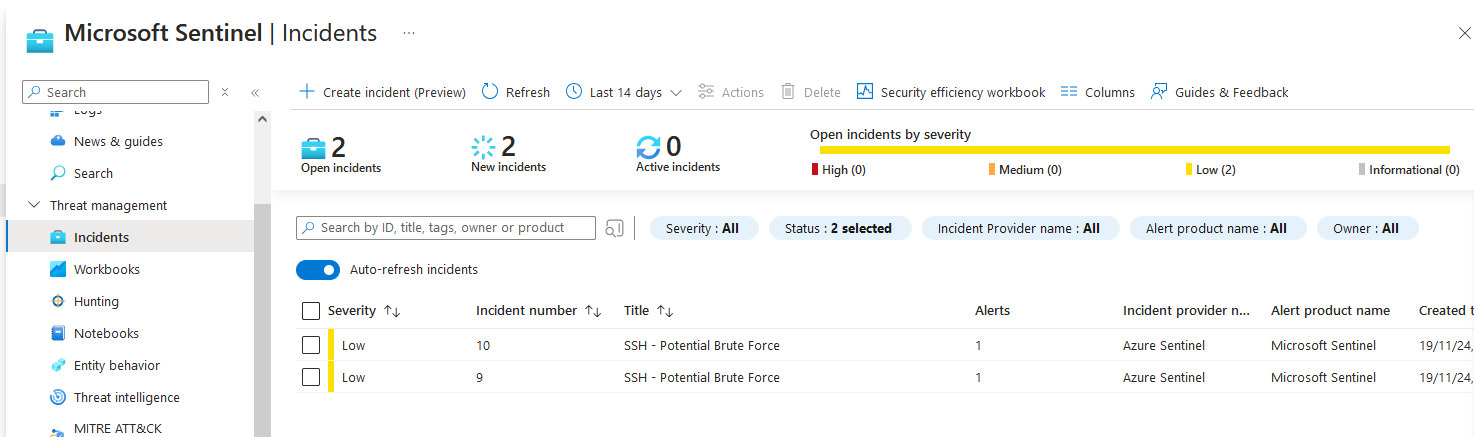 Microsoft Sentinel | Incidents ...
Search
Logs
News & guides
Search
Threat management
Incidents
Workbooks
Hunting
Notebooks
Entity behavior
Threat intelligence
MITRE ATT&CK
Create incident (Preview) Refresh Last 14 days Actions Delete Security efficiency workbook Columns Guides & Feedback
2 Open incidents
2 New incidents
0 Active incidents
Open incidents by severity
High (0) Medium (0) Low (2) Informational (0)
Search by ID, title, tags, owner or product Severity : All Status : 2 selected Incident Provider name : All Alert product name : All Owner : All
Auto-refresh incidents
Severity Incident number Title Alerts Incident provider n... Alert product name Created t
Low 10 SSH - Potential Brute Force 1 Azure Sentinel Microsoft Sentinel 19/11/24,
Low 9 SSH - Potential Brute Force 1 Azure Sentinel Microsoft Sentinel 19/11/24,